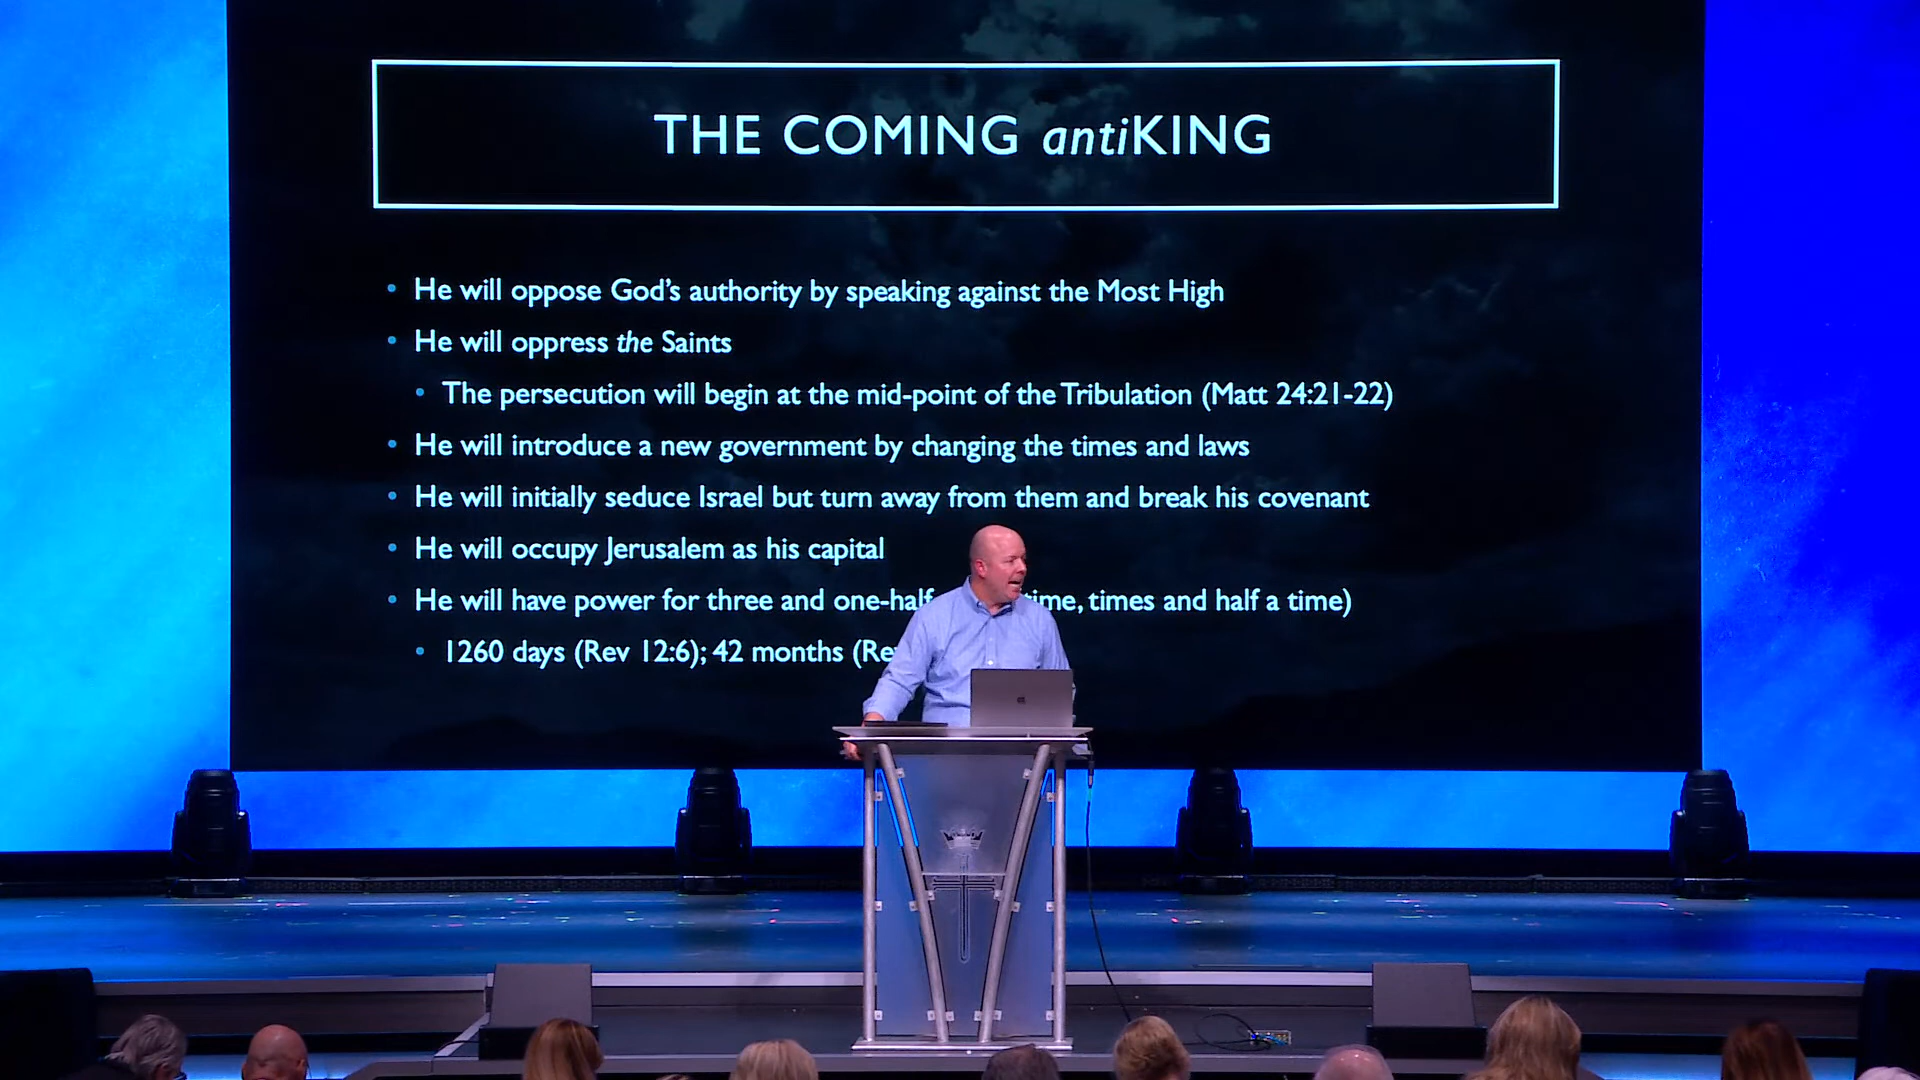 THE COMING antiKING
• He will oppose God's authority by speaking against the Most High
• He will oppress the Saints
• The persecution will begin at the mid-point of the Tribulation (Matt 24:21-22)
• He will introduce a new government by changing the times and laws
• He will initially seduce Israel but turn away from them and break his covenant
• He will occupy Jerusalem as his capital
• He will have power for three and one-half time, times and half a time)
• 1260 days (Rev 12:6); 42 months